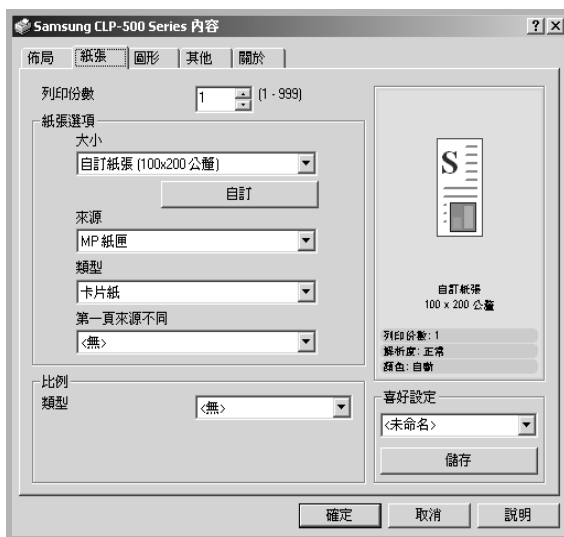 Samsung CLP-500 Series 內容
佈局 紙張 圖形 其他 關於
列印份數 1 (1 - 999)
紙張選項
大小
自訂紙張 (100x200 公釐)
自訂
來源
MP 紙匣
類型
卡片紙
第一頁來源不同
<無>
比例
類型 <無>
S
自訂紙張
100 x 200 公釐
列印份數: 1
解析度: 正常
顏色: 自動
喜好設定
<未命名>
儲存
確定 取消 說明